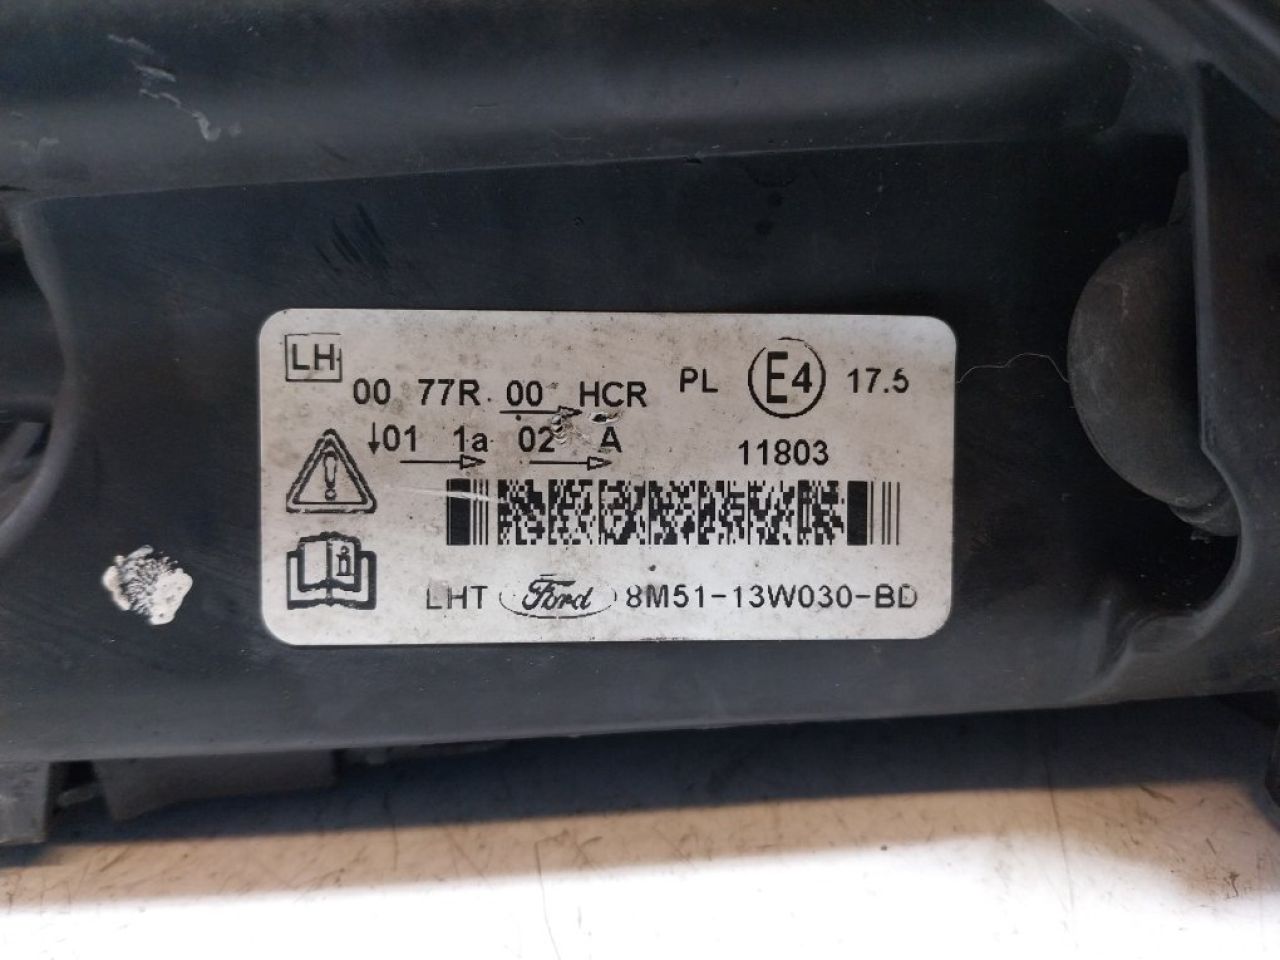 LH
00 77R 00 HCR PL E4 17.5
↓01 1a 02 A 11803
LHT Ford 8M51-13W030-BD